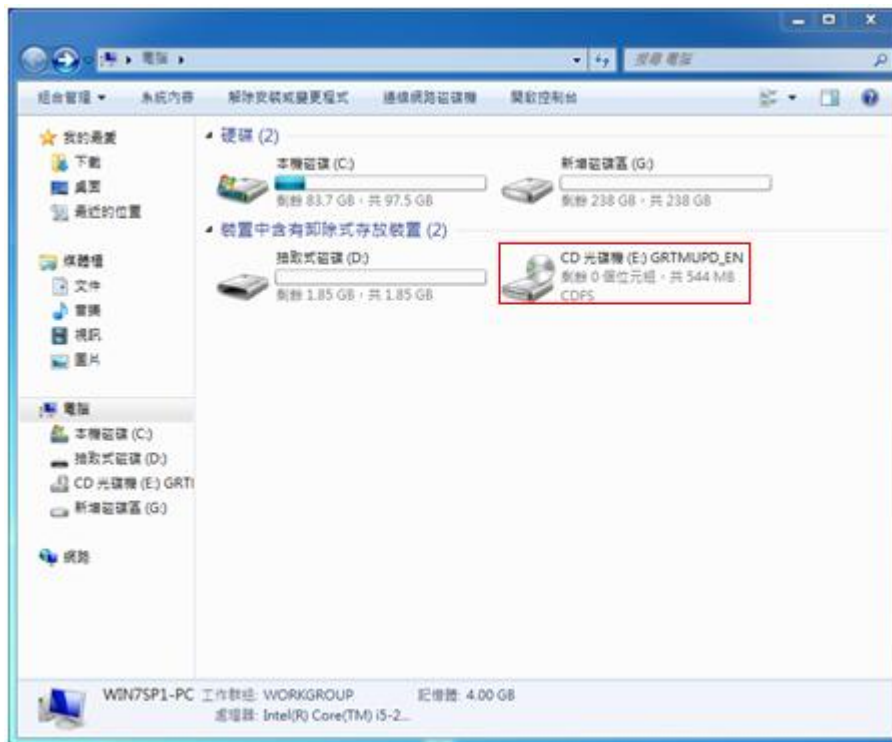 電腦
搜尋 電腦
組合管理
系統內容
解除安裝或變更程式
連線網路磁碟機
開啟控制台
我的最愛
下載
桌面
最近的位置
媒體櫃
文件
音樂
視訊
圖片
電腦
本機磁碟 (C:)
抽取式磁碟 (D:)
CD 光碟機 (E:) GRTI
新增磁碟區 (G:)
網路
硬碟 (2)
本機磁碟 (C:)
剩餘 83.7 GB，共 97.5 GB
新增磁碟區 (G:)
剩餘 238 GB，共 238 GB
裝置中含有卸除式存放裝置 (2)
抽取式磁碟 (D:)
剩餘 1.85 GB，共 1.85 GB
CD 光碟機 (E:) GRTMUPD_EN
剩餘 0 個位元組，共 544 MB
CDFS
WIN7SP1-PC 工作群組: WORKGROUP 記憶體: 4.00 GB
處理器: Intel(R) Core(TM) i5-2...